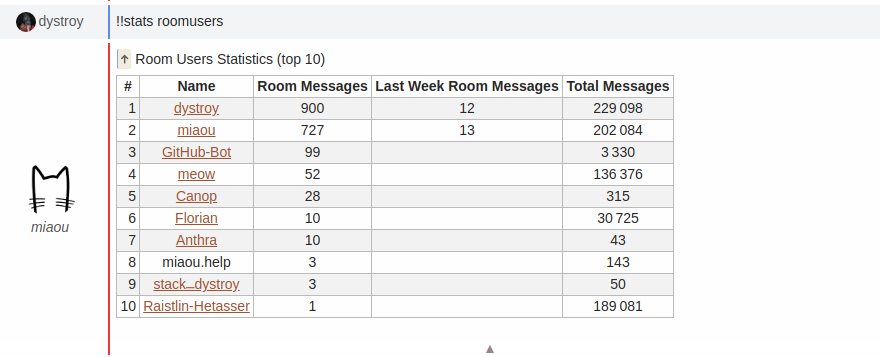 dystroy !!stats roomusers
↑ Room Users Statistics (top 10)
# Name Room Messages Last Week Room Messages Total Messages
1 dystroy 900 12 229 098
2 miaou 727 13 202 084
3 GitHub-Bot 99 3 330
4 meow 52 136 376
5 Canop 28 315
6 Florian 10 30 725
7 Anthra 10 43
8 miaou.help 3 143
9 stack_dystroy 3 50
10 Raistlin-Hetasser 1 189 081
miaou
▲